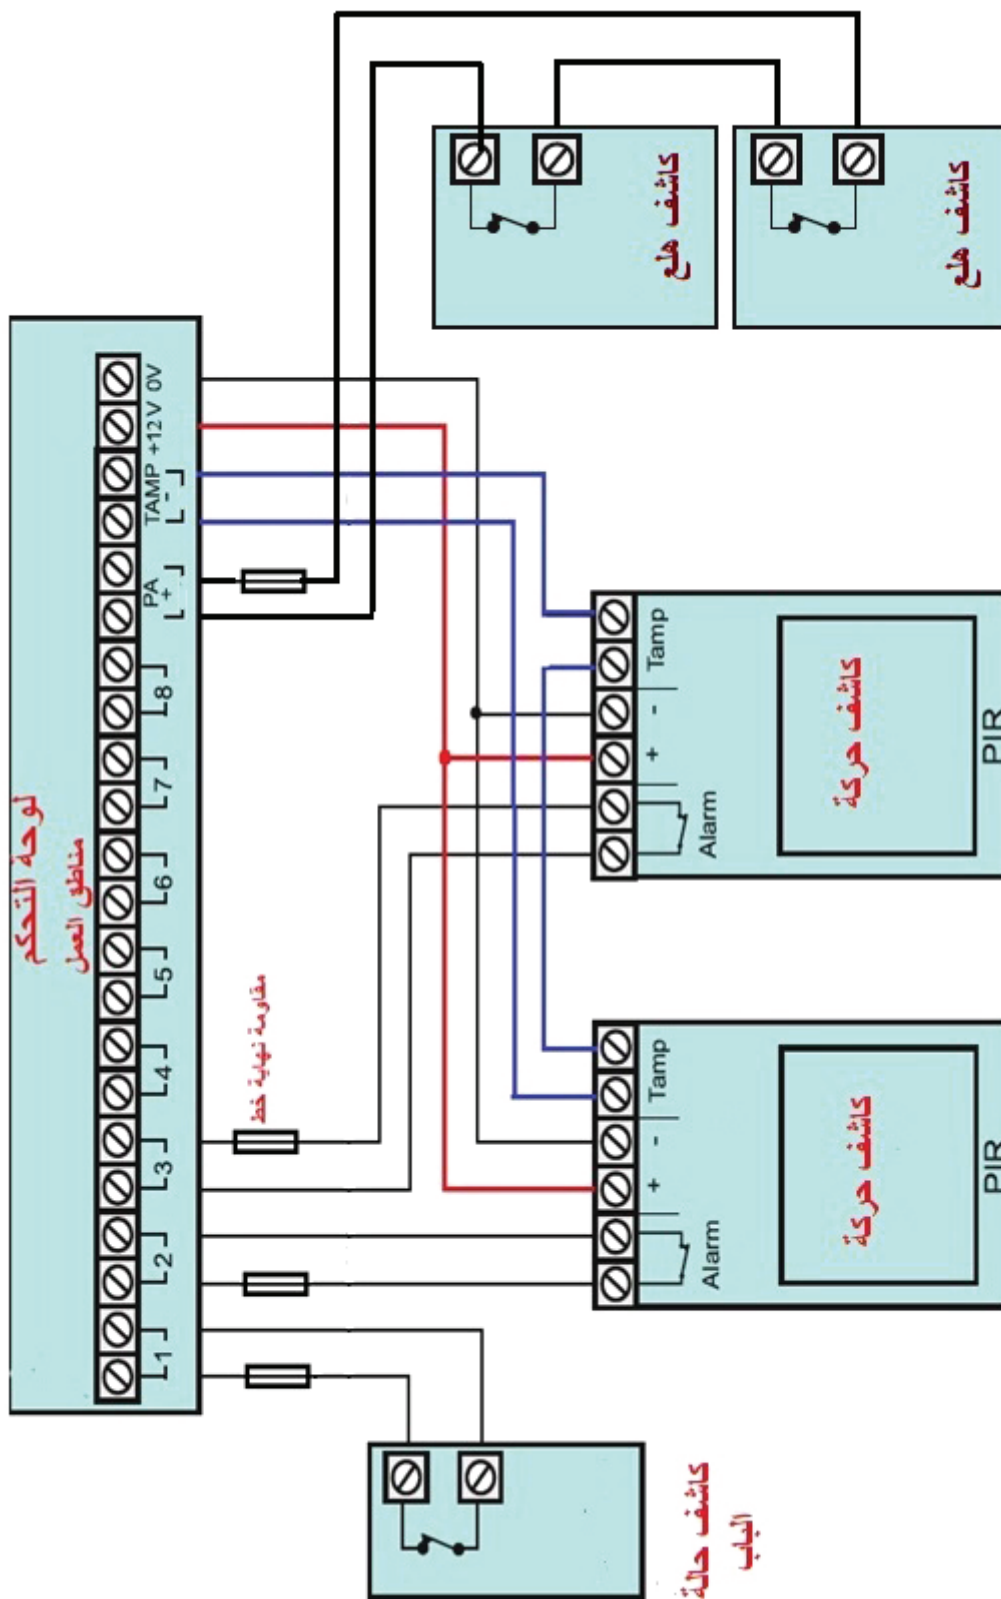 لوحة التحكم
مناطق العمل
1
2
3
4
5
6
7
8
PA
+
TAMP
-
+12V
0V
مقاومة نهاية خط
كاشف حالة
الباب
Alarm
+
-
Tamp
كاشف حركة
PIR
Alarm
+
-
Tamp
كاشف حركة
PIR
كاشف هلع
كاشف هلع